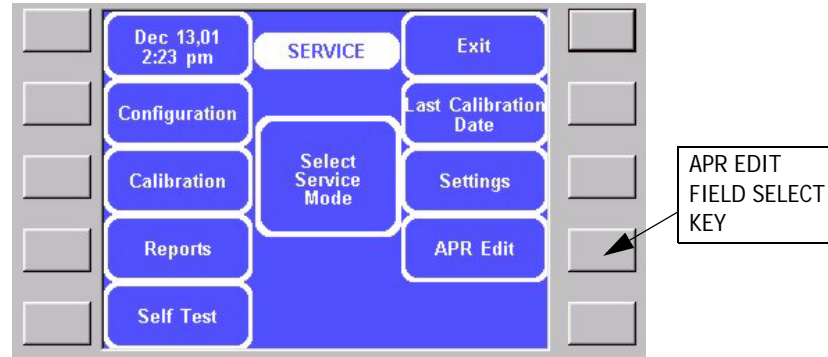 Dec 13,01
2:23 pm
SERVICE
Exit
Configuration
Last Calibration
Date
Calibration
Select
Service
Mode
Settings
Reports
APR Edit
Self Test
APR EDIT
FIELD SELECT
KEY